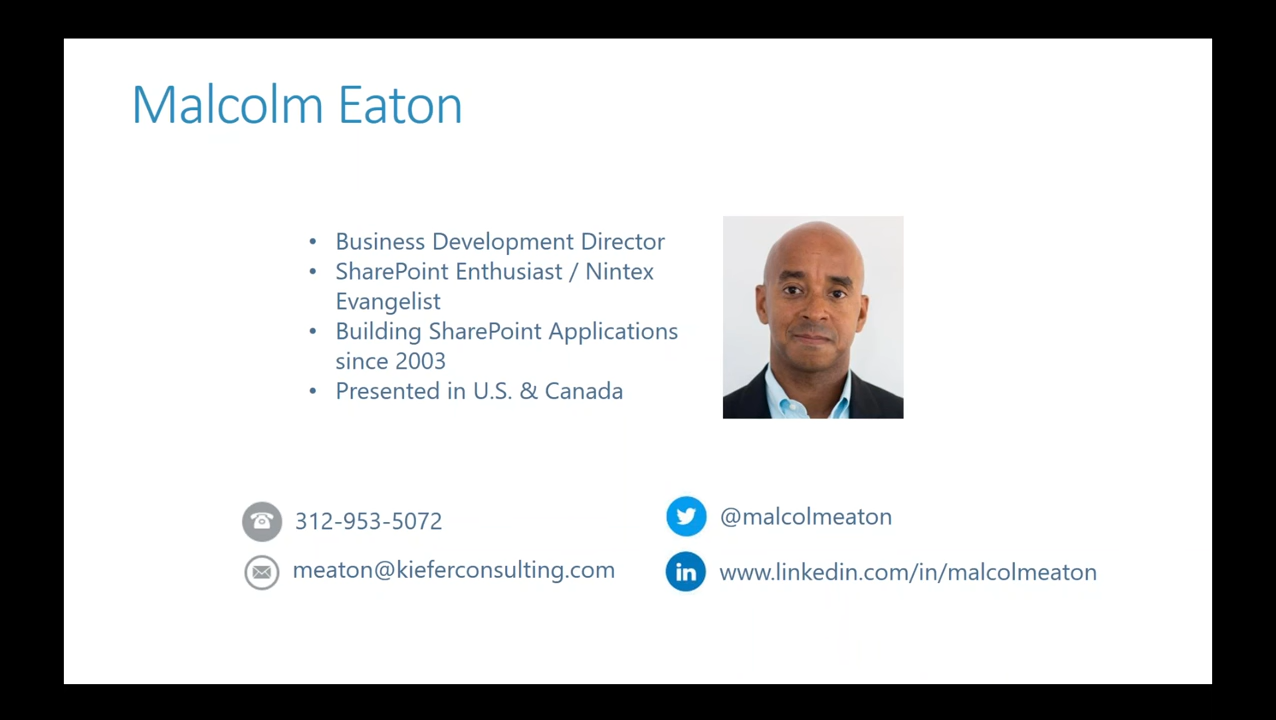 Malcolm Eaton
• Business Development Director
• SharePoint Enthusiast / Nintex
Evangelist
• Building SharePoint Applications
since 2003
• Presented in U.S. & Canada
312-953-5072
meaton@kieferconsulting.com
@malcolmeaton
in
www.linkedin.com/in/malcolmeaton